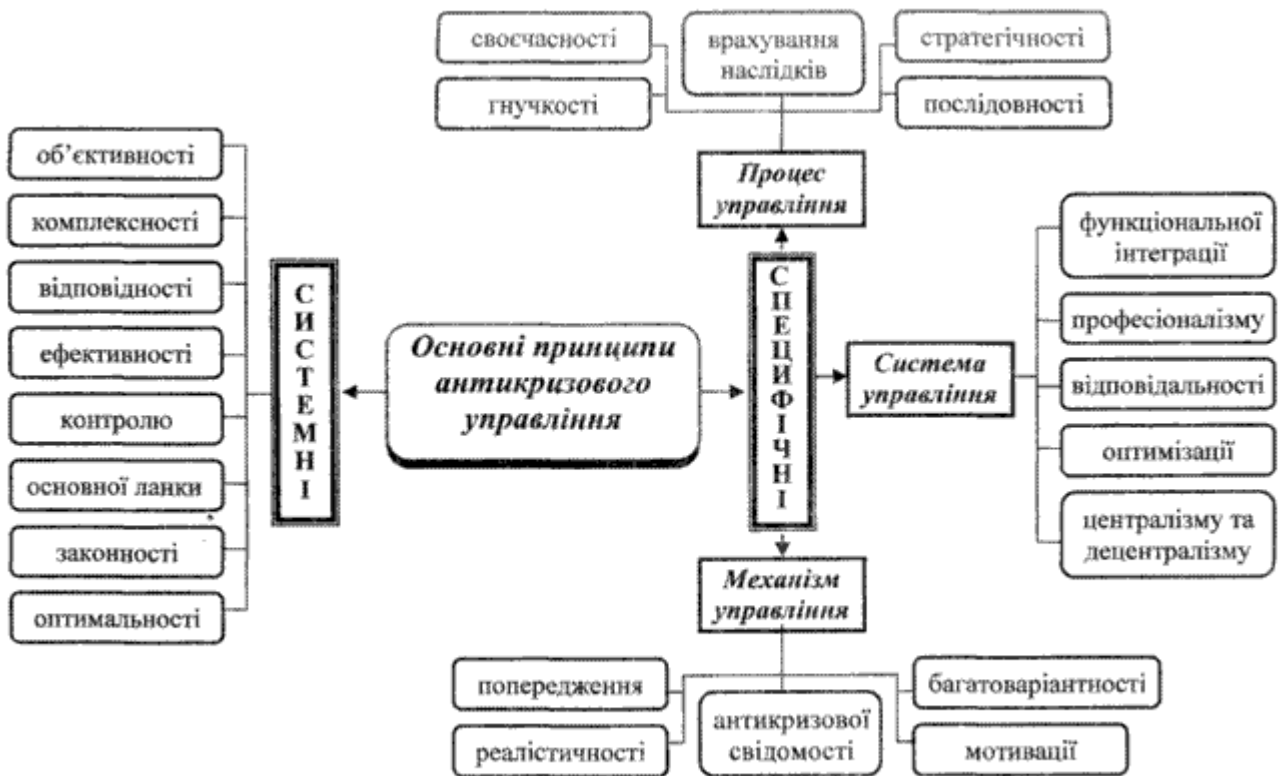 своєчасності
врахування
наслідків
стратегічності
гнучкості
послідовності
Процес
управління
об’єктивності
комплексності
відповідності
ефективності
контролю
основної ланки
законності
оптимальності
СИСТЕМНІ
Основні принципи
антикризового
управління
СПЕЦИФІЧНІ
Система
управління
функціональної
інтеграції
професіоналізму
відповідальності
оптимізації
централізму та
децентралізму
Механізм
управління
попередження
реалістичності
антикризової
свідомості
багатоваріантності
мотивації